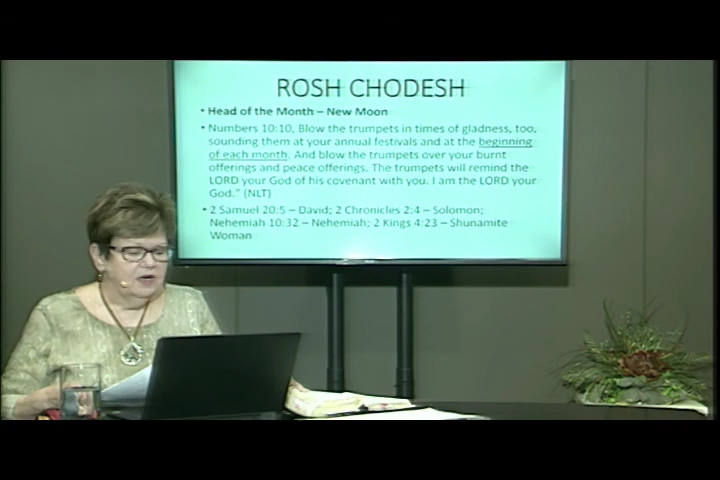 ROSH CHODESH
• Head of the Month – New Moon
• Numbers 10:10, Blow the trumpets in times of gladness, too,
sounding them at your annual festivals and at the beginning
of each month. And blow the trumpets over your burnt
offerings and peace offerings. The trumpets will remind the
LORD your God of his covenant with you. I am the LORD your
God.” (NLT)
• 2 Samuel 20:5 – David; 2 Chronicles 2:4 – Solomon;
Nehemiah 10:32 – Nehemiah; 2 Kings 4:23 – Shunamite
Woman